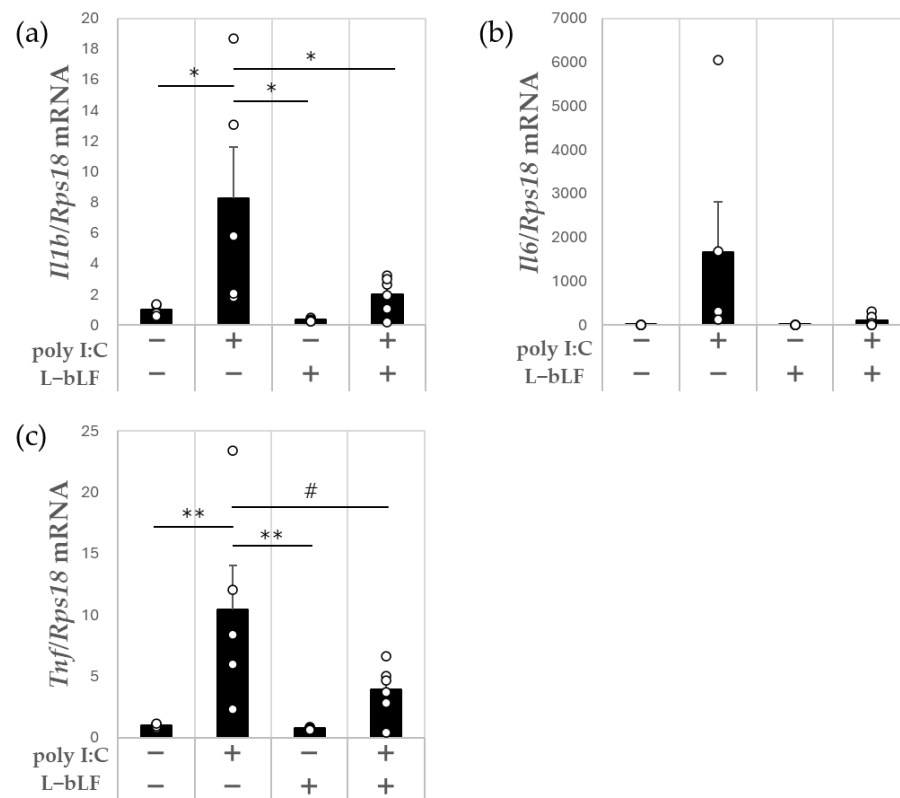 (a)
Il1b/Rps18 mRNA
20
18
16
14
12
10
8
6
4
2
0
*
*
*
poly I:C − + − +
L−bLF − − + +
(b)
Il6/Rps18 mRNA
7000
6000
5000
4000
3000
2000
1000
0
− + − +
− − + +
(c)
Tnf/Rps18 mRNA
25
20
15
10
5
0
**
#
**
poly I:C − + − +
L−bLF − − + +